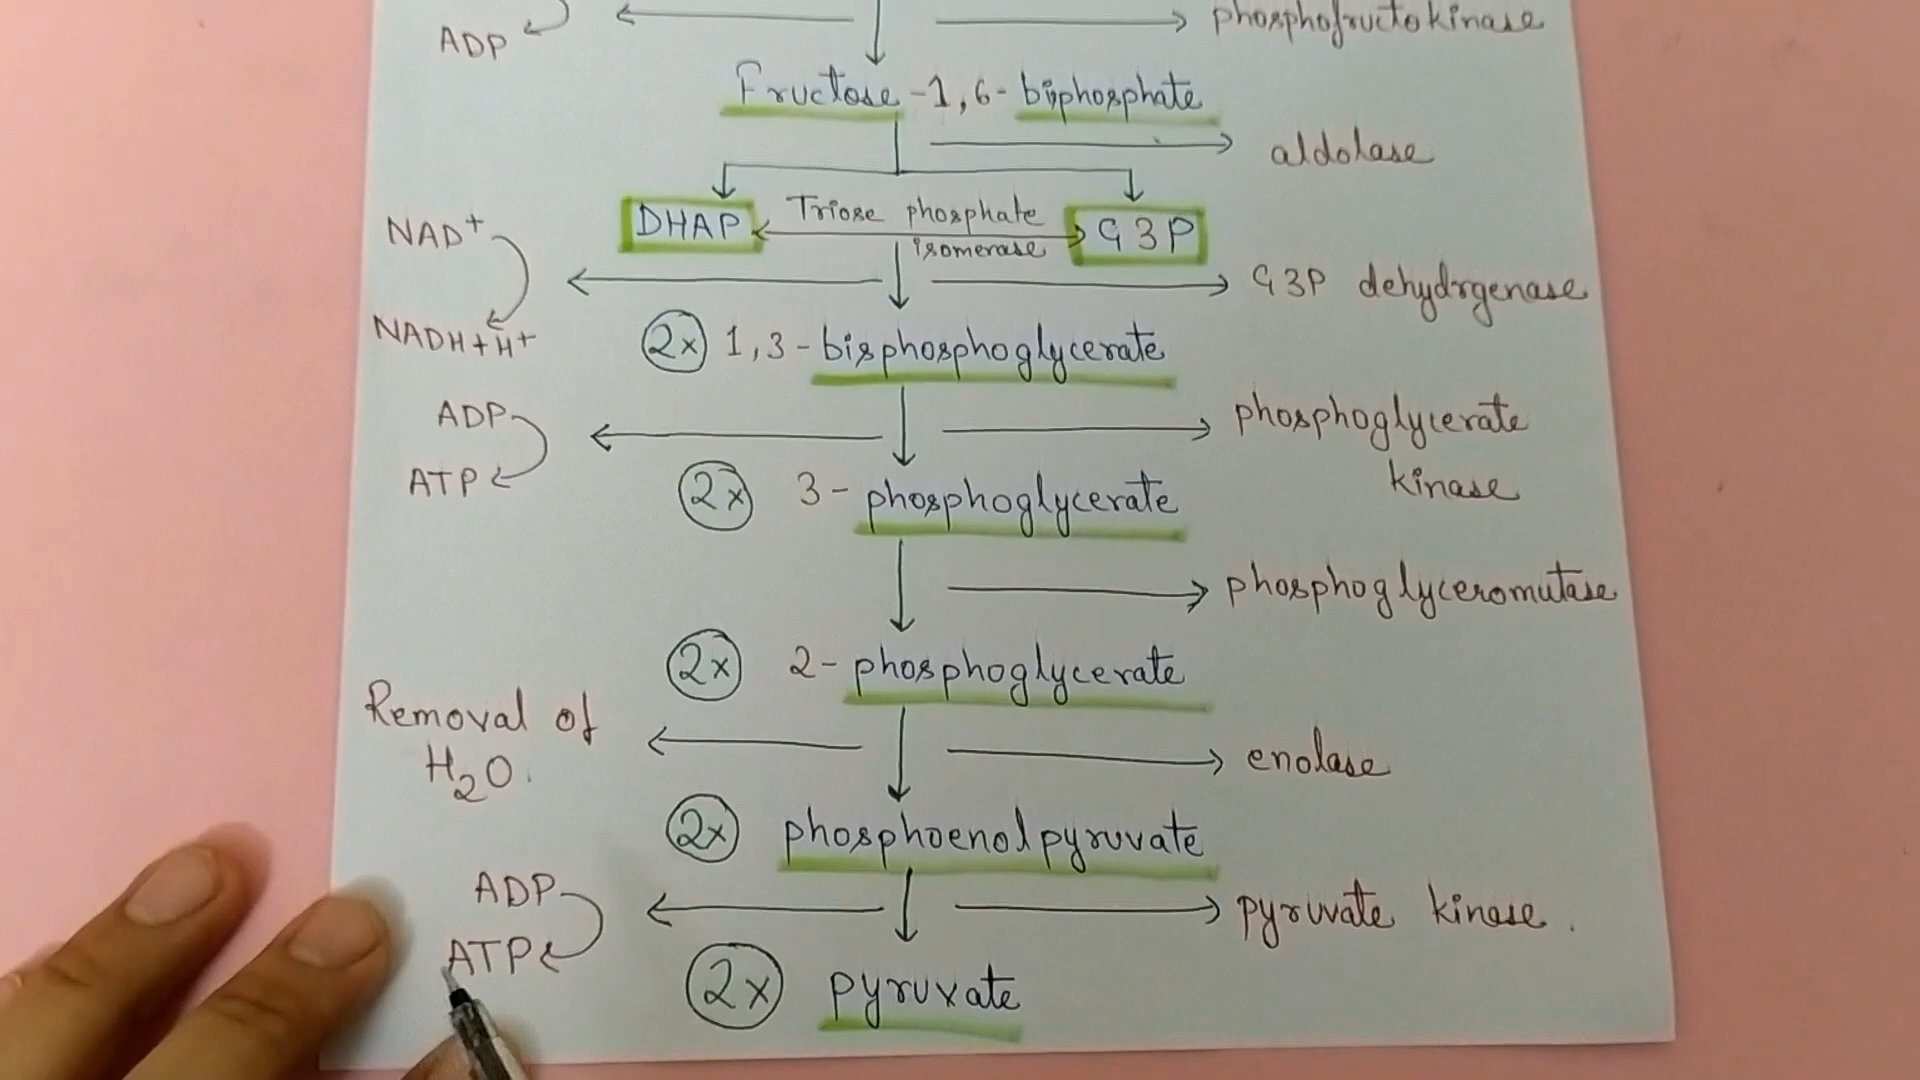 ADP
phosphofructokinase
Fructose-1,6-bisphosphate
aldolase
DHAP
Triose phosphate
isomerase
G3P
NAD+
NADH+H+
G3P dehydrgenase
2x 1,3-bisphosphoglycerate
ADP
ATP
phosphoglycerate
kinase
2x 3-phosphoglycerate
phosphoglyceromutase
2x 2-phosphoglycerate
Removal of
H2O.
enolase
2x phosphoenolpyruvate
ADP
ATP
pyruvate kinase.
2x pyruvate